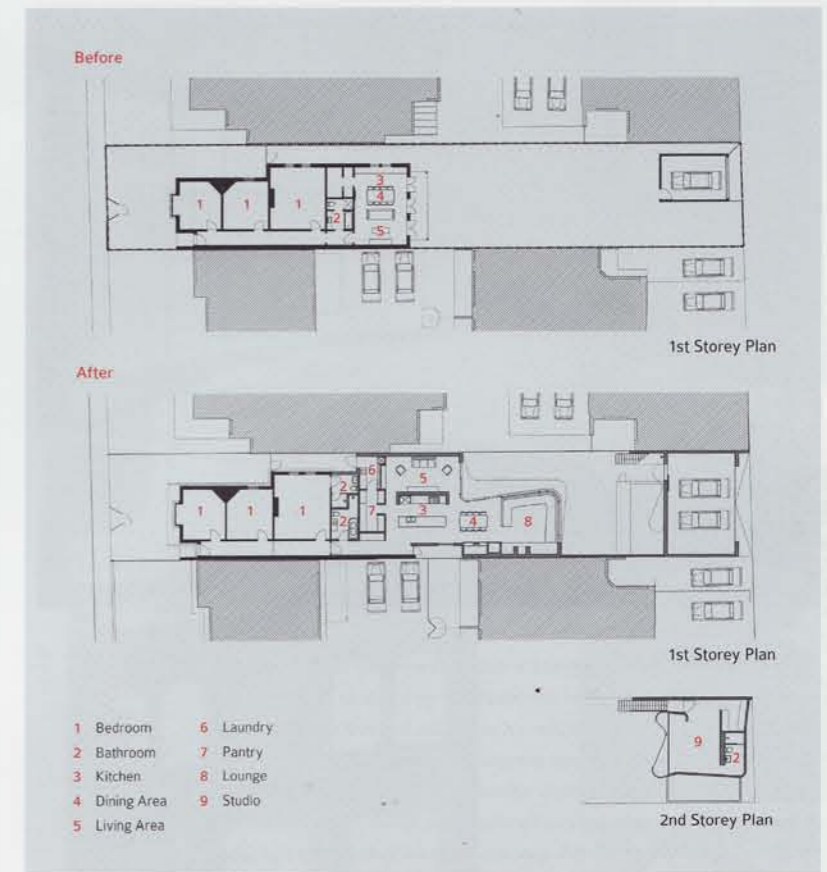 Before
1 1 1 2 3
4
5
1st Storey Plan
After
1 1 1 2 6 5
2 7 3 4 8
1st Storey Plan
1 Bedroom
2 Bathroom
3 Kitchen
4 Dining Area
5 Living Area
6 Laundry
7 Pantry
8 Lounge
9 Studio
9 2
2nd Storey Plan